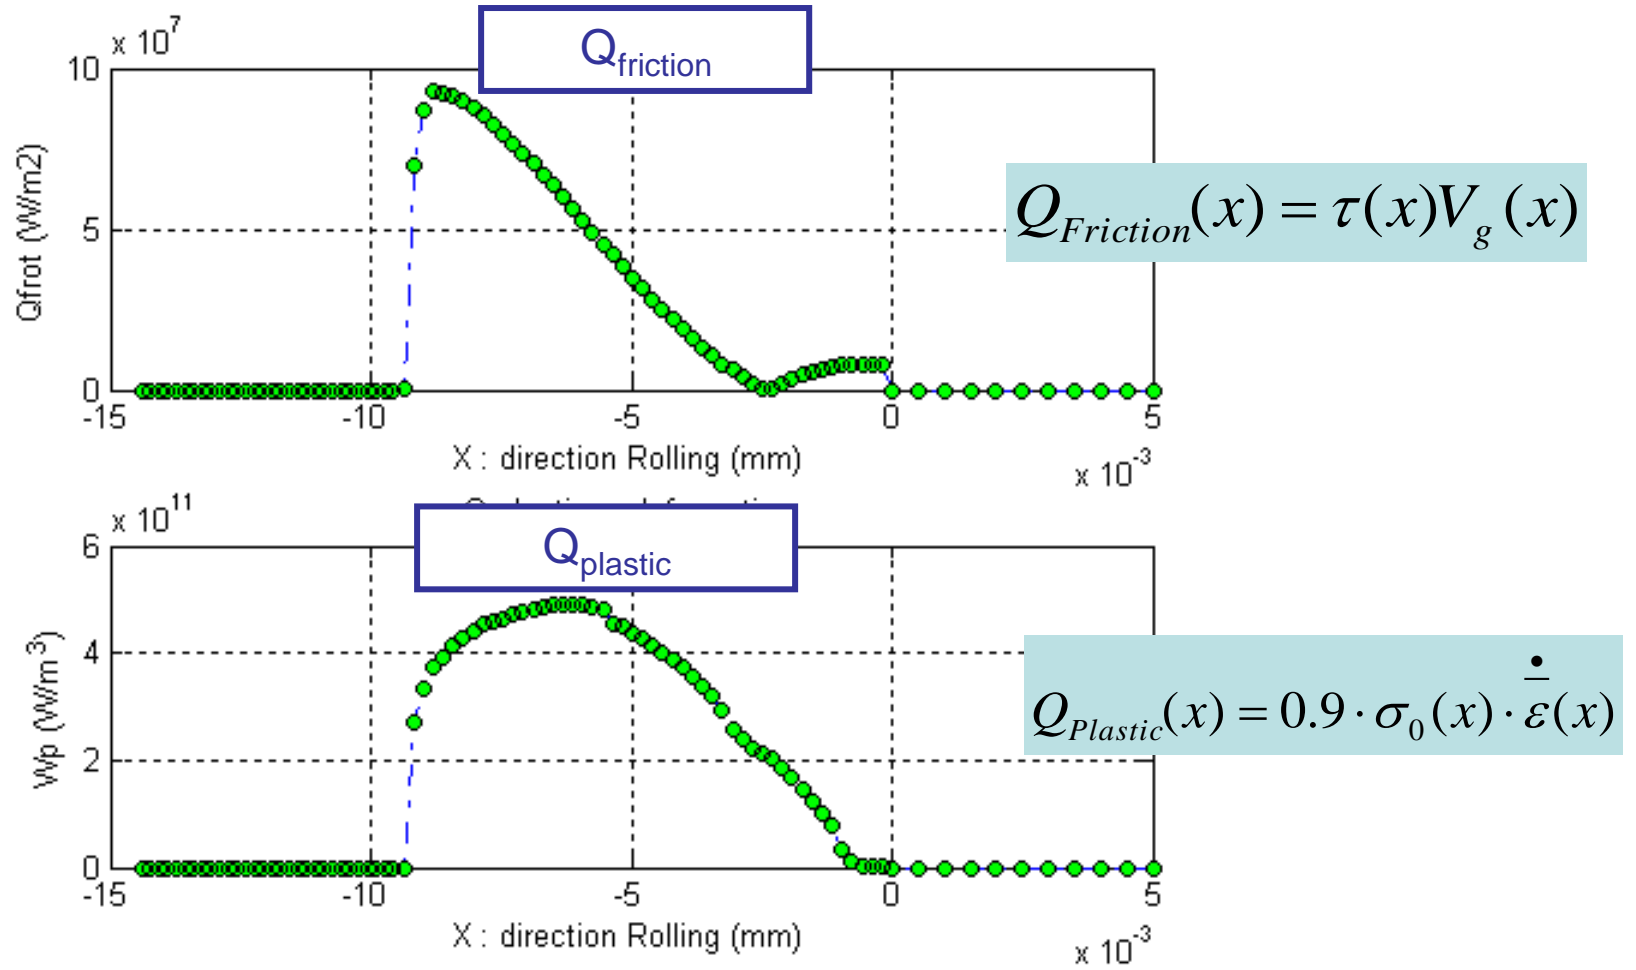 x 10^7
Q_friction
10
5
0
Qfrot (W/m2)
-15 -10 -5 0 5
X : direction Rolling (mm)
x 10^-3
Q_Friction(x) = τ(x)V_g(x)
x 10^11
Q_plastic
6
4
2
0
Wp (W/m^3)
-15 -10 -5 0 5
X : direction Rolling (mm)
x 10^-3
Q_Plastic(x) = 0.9 · σ_0(x) · ε̅̇(x)